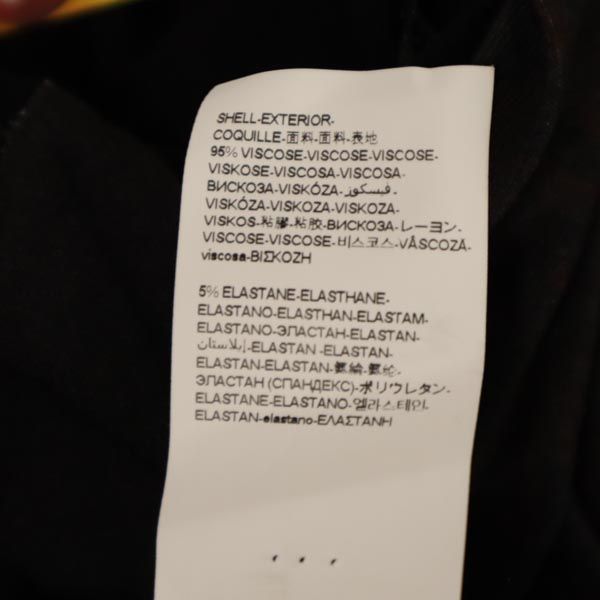 SHELL-EXTERIOR-
COQUILLE-面料-面料-表地
95% VISCOSE-VISCOSE-VISCOSE-
VISKOSE-VISCOSA-VISCOSA-
ВИСКОЗА-VISKÓZA-فيسكوز-
VISKÓZA-VISKOZA-VISKOZA-
VISKOS-粘膠-粘胶-ВИСКОЗА-レーヨン-
VISCOSE-VISCOSE-비스코스-VÂSCOZA-
viscosa-ΒΙΣΚΟΖΗ
5% ELASTANE-ELASTHANE-
ELASTANO-ELASTHAN-ELASTAM-
ELASTANO-ЭЛАСТАН-ELASTAN-
إيلاستان-ELASTAN -ELASTAN-
ELASTAN-ELASTAN-氨綸-氨纶-
ЭЛАСТАН (СПАНДЕКС)-ポリウレタン-
ELASTANE-ELASTANO-엘라스테인-
ELASTAN-elastano-ΕΛΑΣΤΑΝΗ